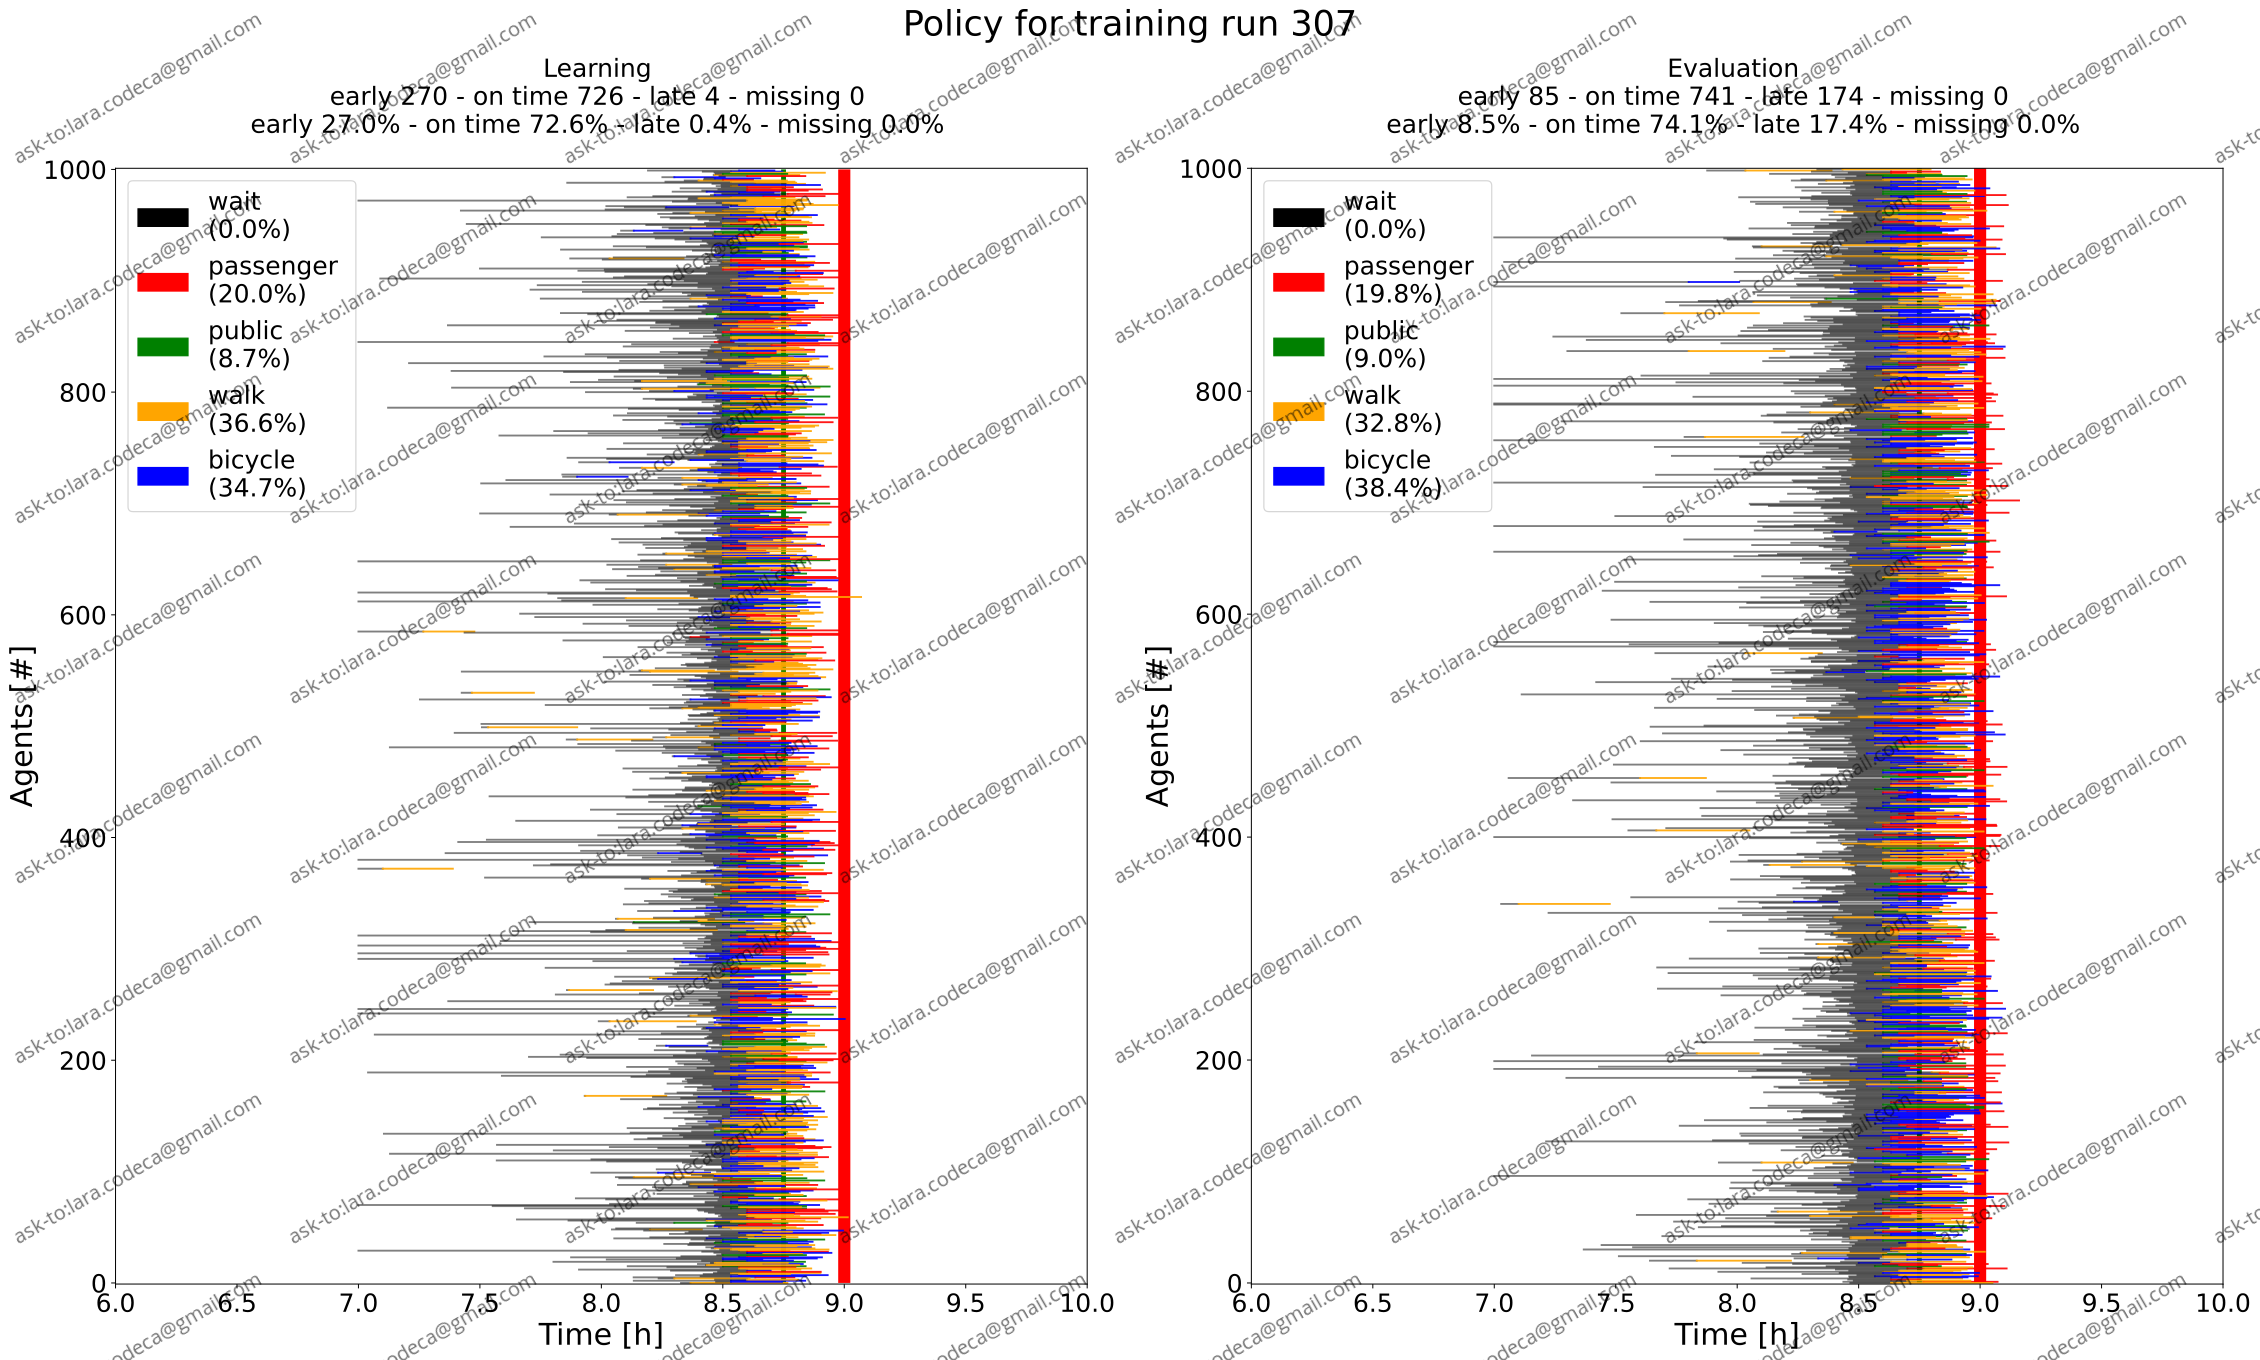 Policy for training run 307
Learning
early 270 - on time 726 - late 4 - missing 0
early 27.0% - on time 72.6% - late 0.4% - missing 0.0%
1000
800
600
400
200
0
Agents [#]
wait
(0.0%)
passenger
(20.0%)
public
(8.7%)
walk
(36.6%)
bicycle
(34.7%)
6.0 6.5 7.0 7.5 8.0 8.5 9.0 9.5 10.0
Time [h]
Evaluation
early 85 - on time 741 - late 174 - missing 0
early 8.5% - on time 74.1% - late 17.4% - missing 0.0%
1000
800
600
400
200
0
Agents [#]
wait
(0.0%)
passenger
(19.8%)
public
(9.0%)
walk
(32.8%)
bicycle
(38.4%)
6.0 6.5 7.0 7.5 8.0 8.5 9.0 9.5 10.0
Time [h]
ask-to:lara.codeca@gmail.com